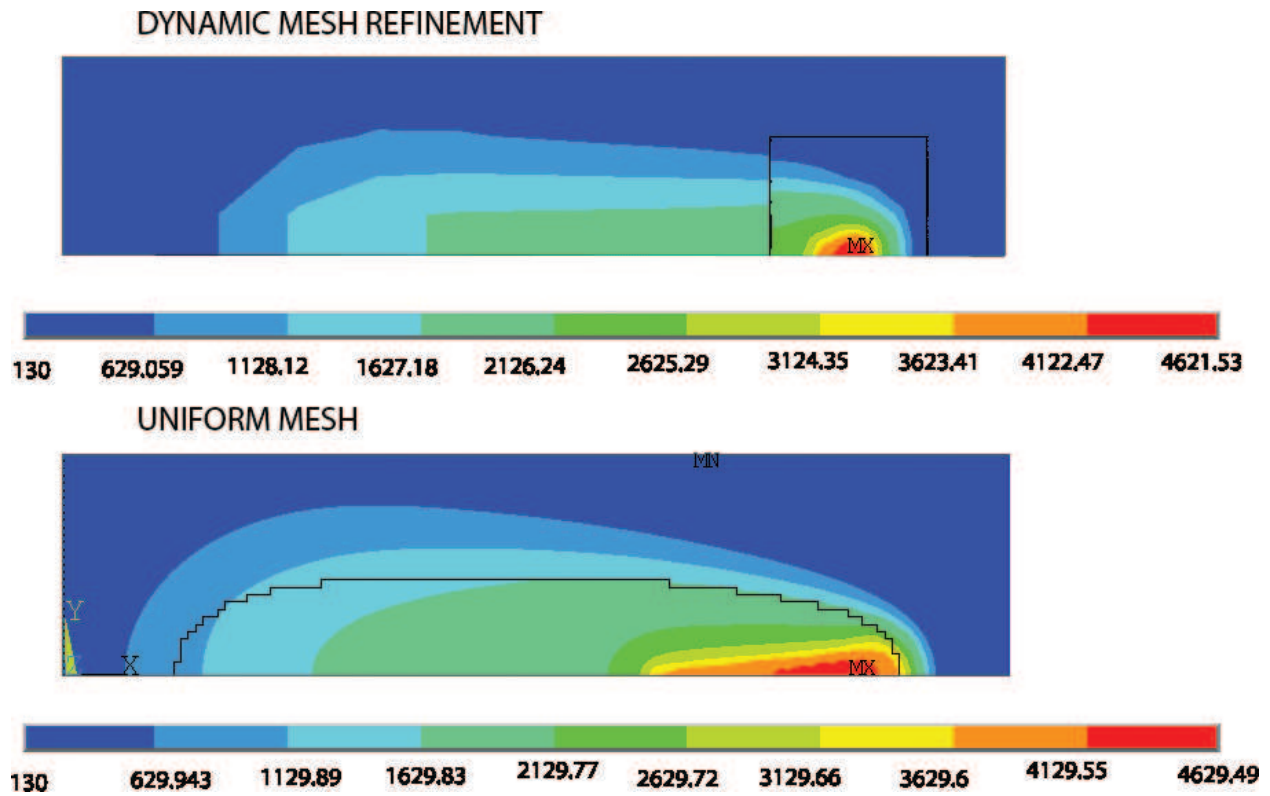 DYNAMIC MESH REFINEMENT
MX
130 629.059 1128.12 1627.18 2126.24 2625.29 3124.35 3623.41 4122.47 4621.53
UNIFORM MESH
MN
Y
X
MX
130 629.943 1129.89 1629.83 2129.77 2629.72 3129.66 3629.6 4129.55 4629.49